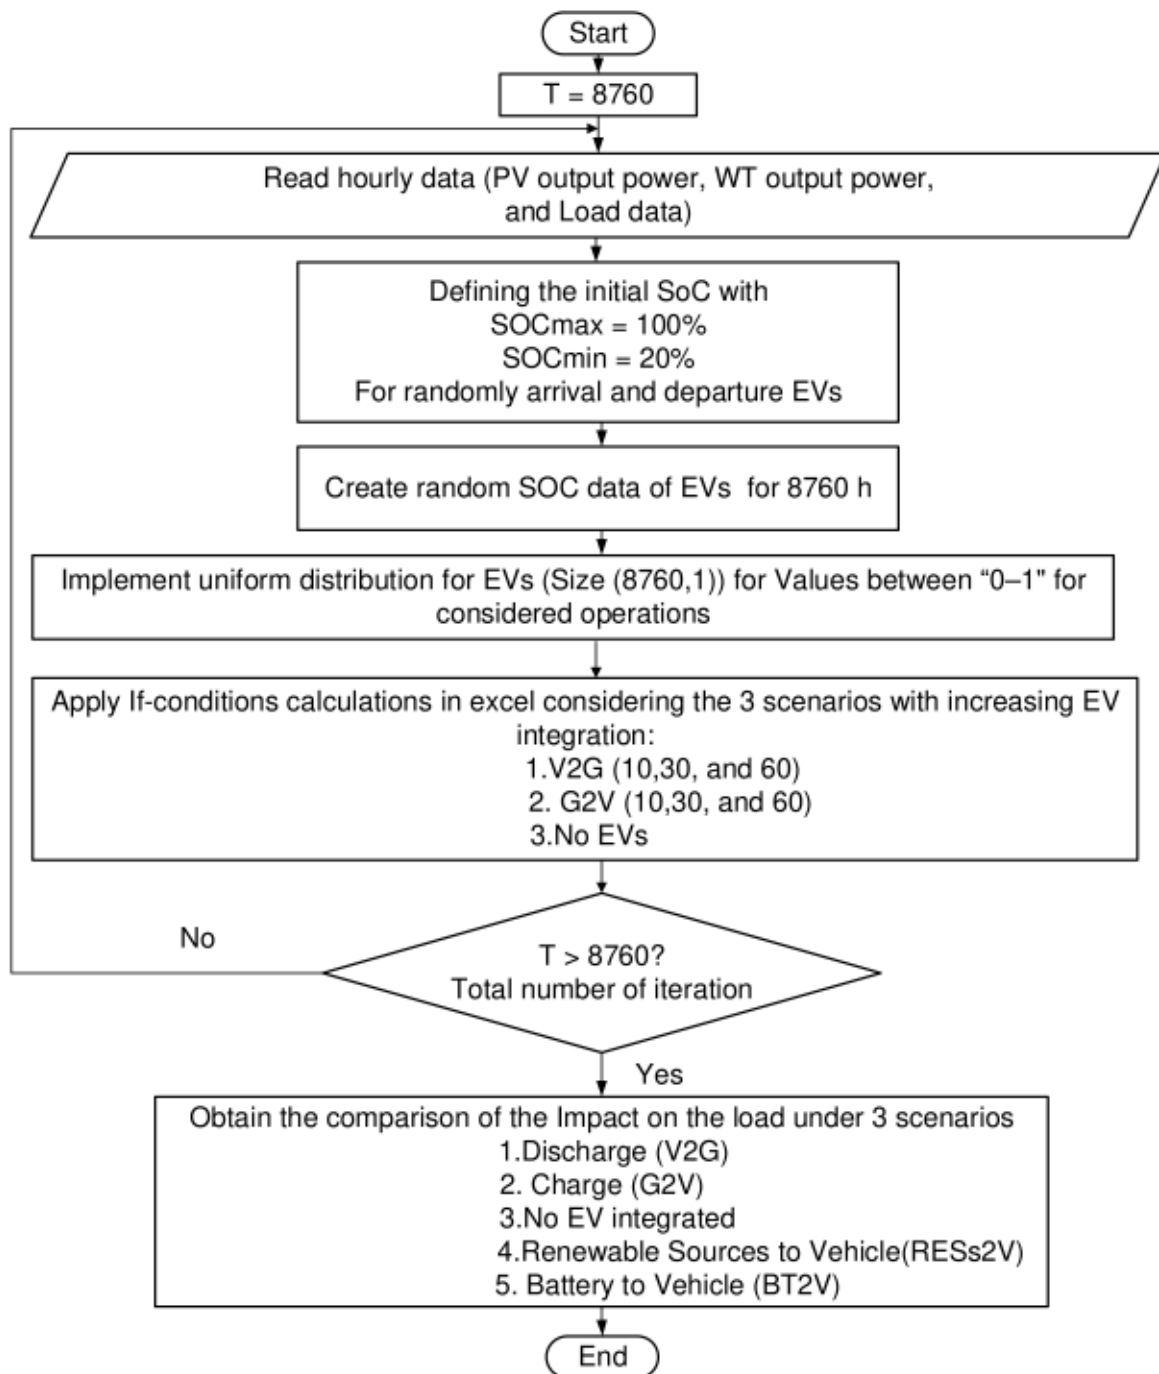 Start
T = 8760
Read hourly data (PV output power, WT output power,
and Load data)
Defining the initial SoC with
SOCmax = 100%
SOCmin = 20%
For randomly arrival and departure EVs
Create random SOC data of EVs for 8760 h
Implement uniform distribution for EVs (Size (8760,1)) for Values between “0–1" for
considered operations
Apply If-conditions calculations in excel considering the 3 scenarios with increasing EV
integration:
1.V2G (10,30, and 60)
2. G2V (10,30, and 60)
3.No EVs
No
T > 8760?
Total number of iteration
Yes
Obtain the comparison of the Impact on the load under 3 scenarios
1.Discharge (V2G)
2. Charge (G2V)
3.No EV integrated
4.Renewable Sources to Vehicle(RESs2V)
5. Battery to Vehicle (BT2V)
End